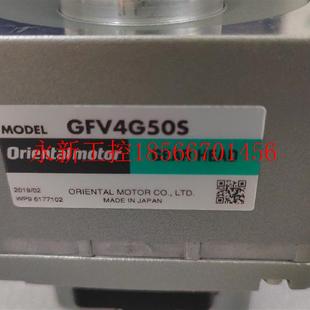 MODEL GFV4G50S
Orientalmotor
永新工控18566701456
2019/02
WP9 6177102
ORIENTAL MOTOR CO., LTD.
MADE IN JAPAN